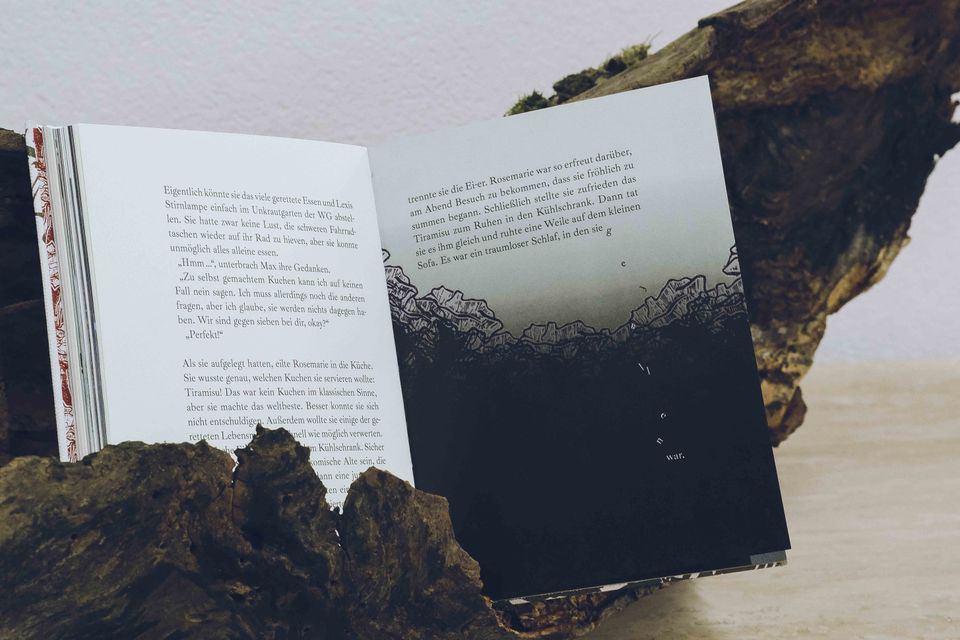 Eigentlich könnte sie das viele gerettete Essen und Lexis
Stirnlampe einfach im Unkrautgarten der WG abstel-
len. Sie hatte zwar keine Lust, die schweren Fahrrad-
taschen wieder auf ihr Rad zu hieven, aber sie konnte
unmöglich alles alleine essen.
„Hmm ...“, unterbrach Max ihre Gedanken.
„Zu selbst gemachtem Kuchen kann ich auf keinen
Fall nein sagen. Ich muss allerdings noch die anderen
fragen, aber ich glaube, sie werden nichts dagegen ha-
ben. Wir sind gegen sieben bei dir, okay?“
„Perfekt!“
Als sie aufgelegt hatten, eilte Rosemarie in die Küche.
Sie wusste genau, welchen Kuchen sie servieren wollte:
Tiramisu! Das war kein Kuchen im klassischen Sinne,
aber sie machte das weltbeste. Besser konnte sie sich
nicht entschuldigen. Außerdem wollte sie einige der ge-
retteten wie möglich verwerten.
Kühlschrank. Sicher
komische Alte sein, die
eine
trennte sie die Ei-er. Rosemarie war so erfreut darüber,
am Abend Besuch zu bekommen, dass sie fröhlich zu
summen begann. Schließlich stellte sie zufrieden das
Tiramisu zum Ruhen in den Kühlschrank. Dann tat
sie es ihm gleich und ruhte eine Weile auf dem kleinen
Sofa. Es war ein traumloser Schlaf, in den sie g
e
f
a
ll
e
n
war.